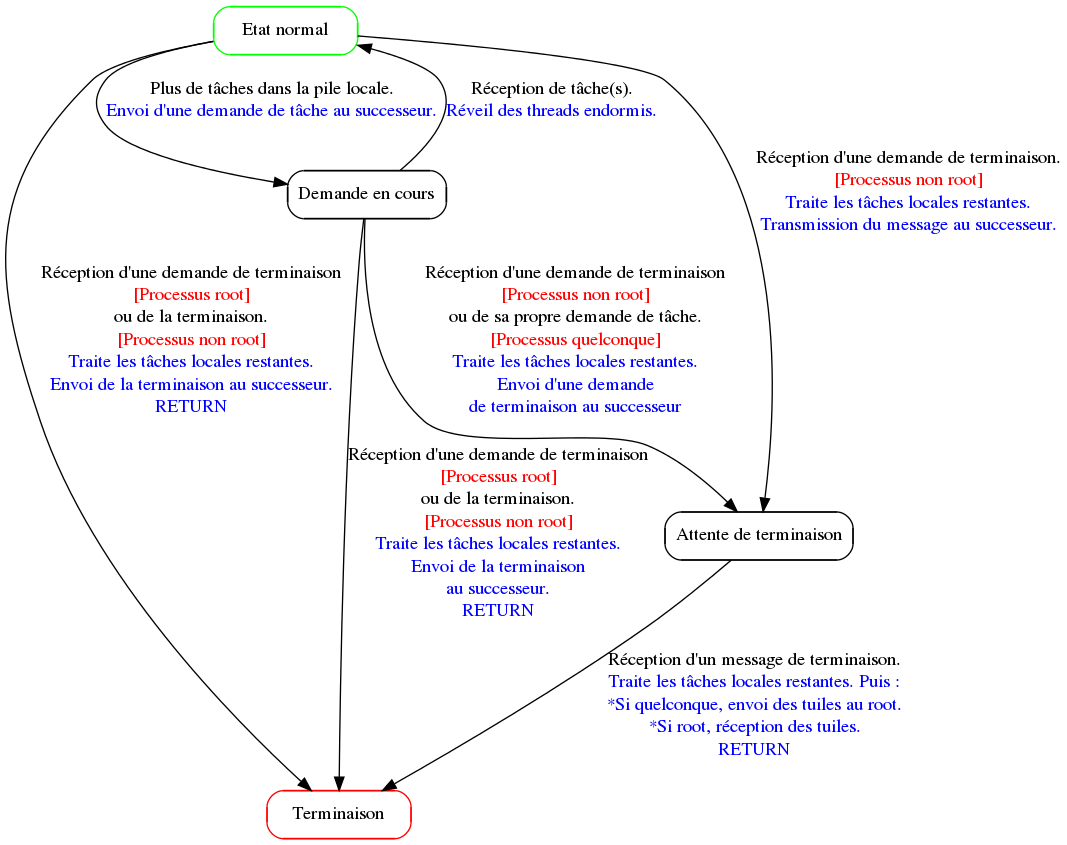 Etat normal
Plus de tâches dans la pile locale.
Envoi d'une demande de tâche au successeur.
Réception de tâche(s).
Réveil des threads endormis.
Réception d'une demande de terminaison.
[Processus non root]
Traite les tâches locales restantes.
Transmission du message au successeur.
Demande en cours
Réception d'une demande de terminaison
[Processus root]
ou de la terminaison.
[Processus non root]
Traite les tâches locales restantes.
Envoi de la terminaison au successeur.
RETURN
Réception d'une demande de terminaison
[Processus non root]
ou de sa propre demande de tâche.
[Processus quelconque]
Traite les tâches locales restantes.
Envoi d'une demande
de terminaison au successeur
Réception d'une demande de terminaison
[Processus root]
ou de la terminaison.
[Processus non root]
Traite les tâches locales restantes.
Envoi de la terminaison
au successeur.
RETURN
Attente de terminaison
Réception d'un message de terminaison.
Traite les tâches locales restantes. Puis :
*Si quelconque, envoi des tuiles au root.
*Si root, réception des tuiles.
RETURN
Terminaison